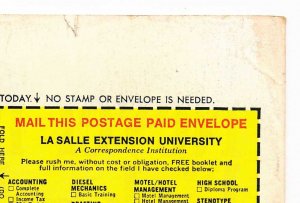 TODAY. ↓ NO STAMP OR ENVELOPE IS NEEDED.
MAIL THIS POSTAGE PAID ENVELOPE
LA SALLE EXTENSION UNIVERSITY
A Correspondence Institution
Please rush me, without cost or obligation, FREE booklet and
full information on the field I have checked below:
FOLD HERE
ACCOUNTING
☐ Complete
Accounting
☐ Income Tax
DIESEL
MECHANICS
☐ Basic Training
MOTEL/HOTEL
MANAGEMENT
☐ Motel Management
☐ Hotel Management
HIGH SCHOOL
☐ Diploma Program
STENOTYPE